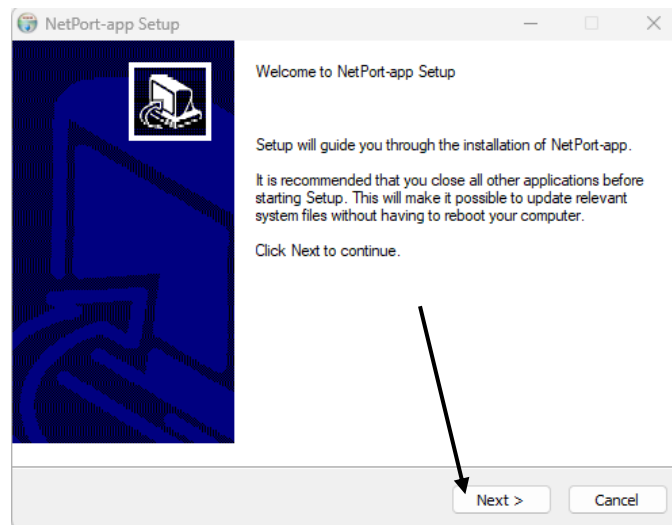 NetPort-app Setup
Welcome to NetPort-app Setup
Setup will guide you through the installation of NetPort-app.
It is recommended that you close all other applications before
starting Setup. This will make it possible to update relevant
system files without having to reboot your computer.
Click Next to continue.
Next >
Cancel